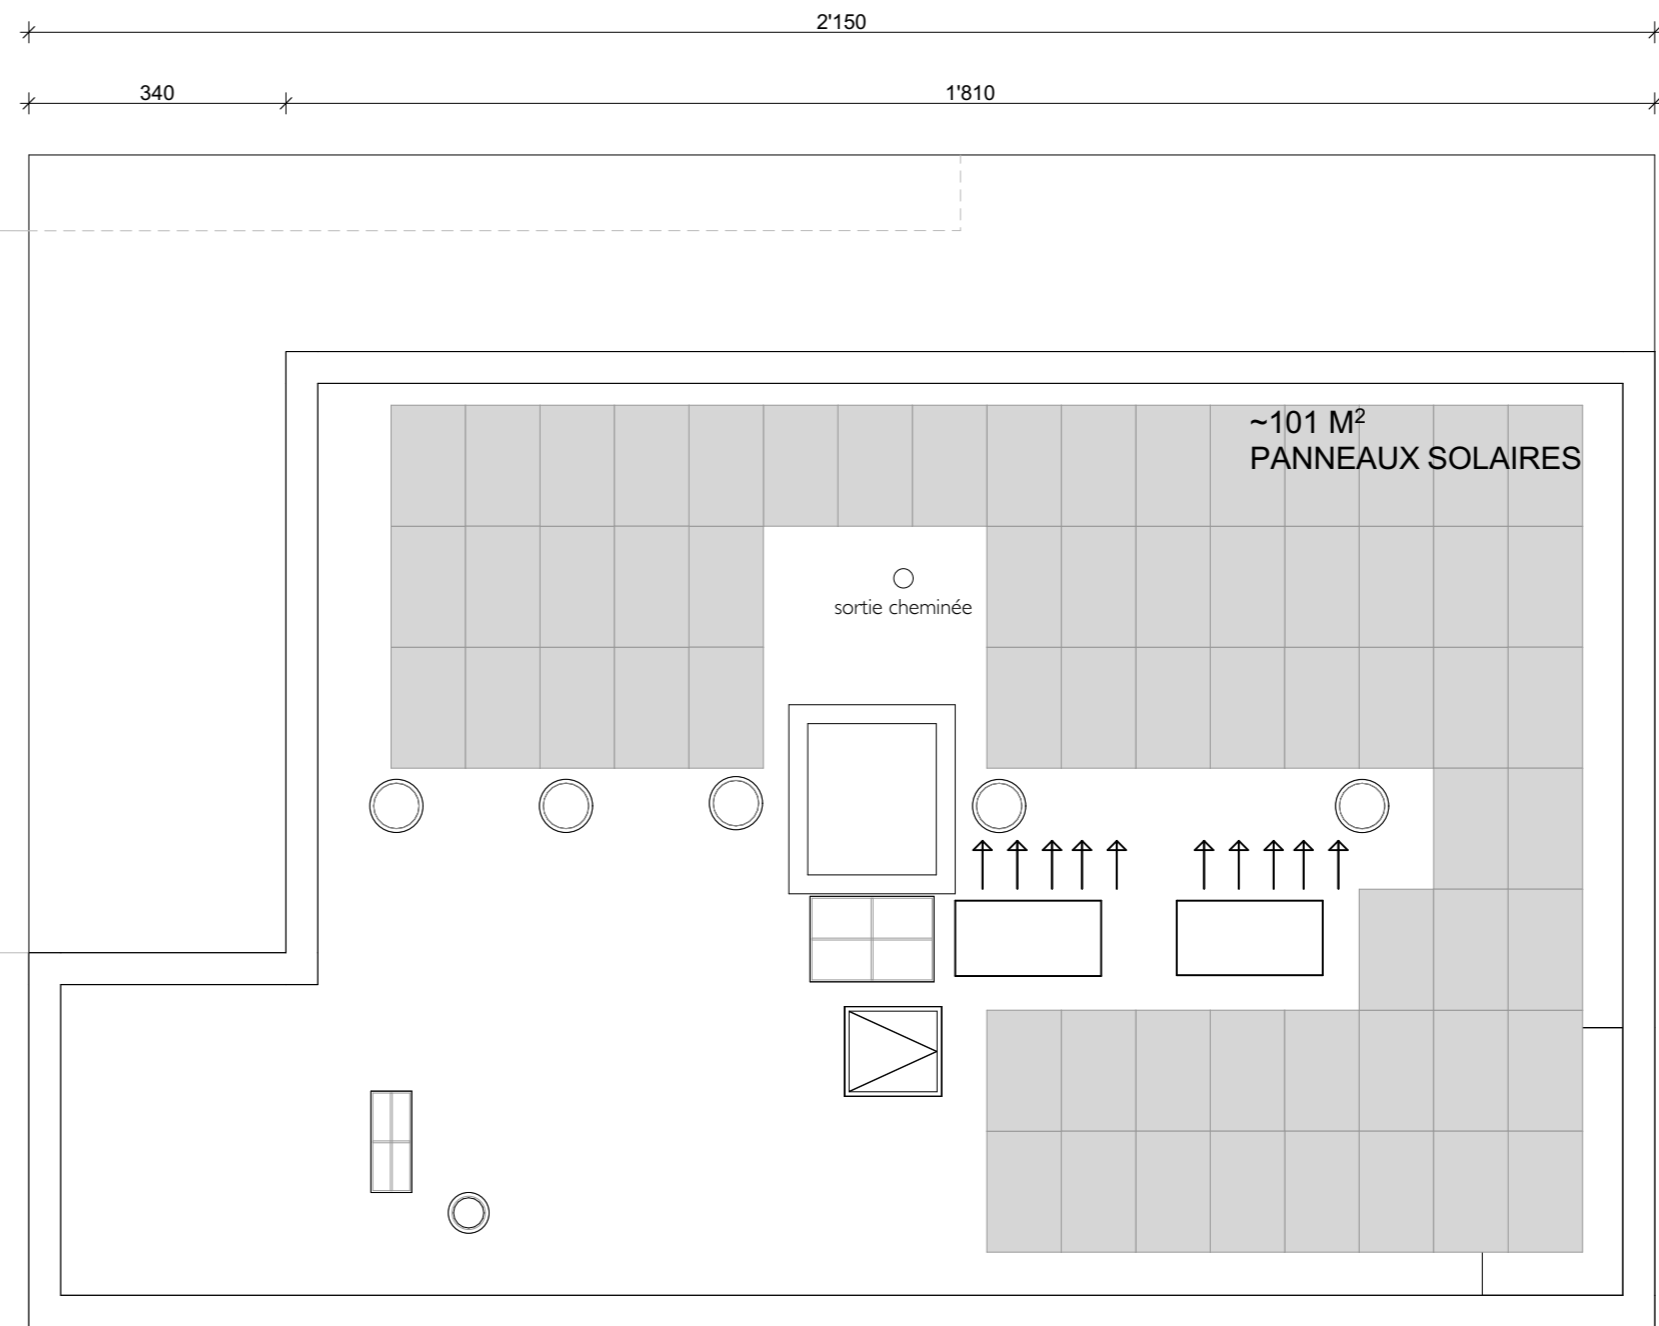 2'150
340
1'810
~101 M²
PANNEAUX SOLAIRES
sortie cheminée